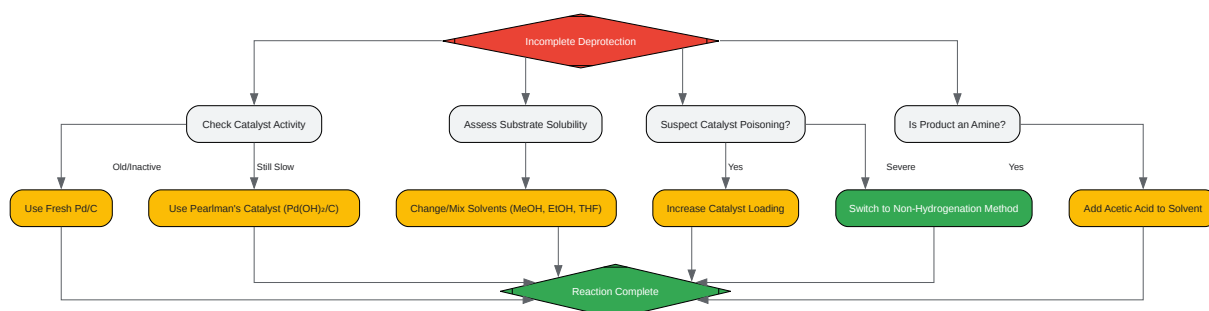 Incomplete Deprotection
Check Catalyst Activity
Assess Substrate Solubility
Suspect Catalyst Poisoning?
Is Product an Amine?
Old/Inactive
Still Slow
Yes
Severe
Yes
Use Fresh Pd/C
Use Pearlman's Catalyst (Pd(OH)₂/C)
Change/Mix Solvents (MeOH, EtOH, THF)
Increase Catalyst Loading
Switch to Non-Hydrogenation Method
Add Acetic Acid to Solvent
Reaction Complete